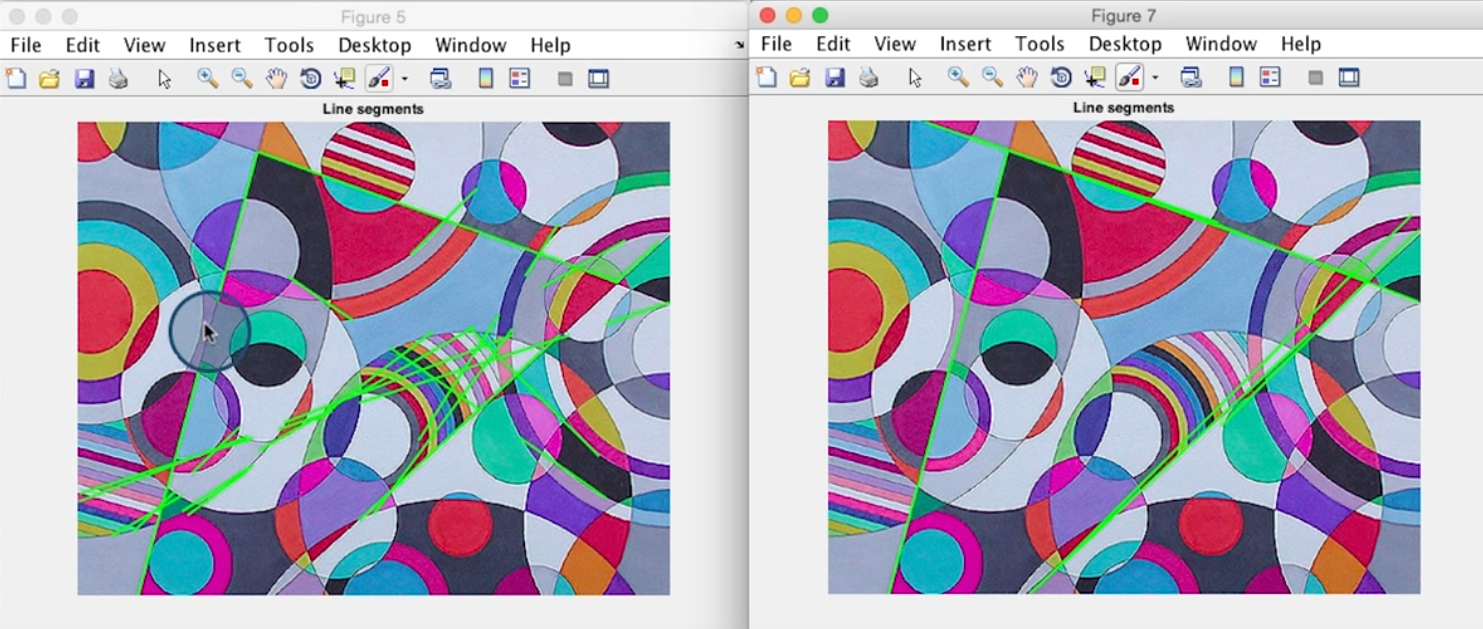 Figure 5
File Edit View Insert Tools Desktop Window Help
Line segments
Figure 7
File Edit View Insert Tools Desktop Window Help
Line segments